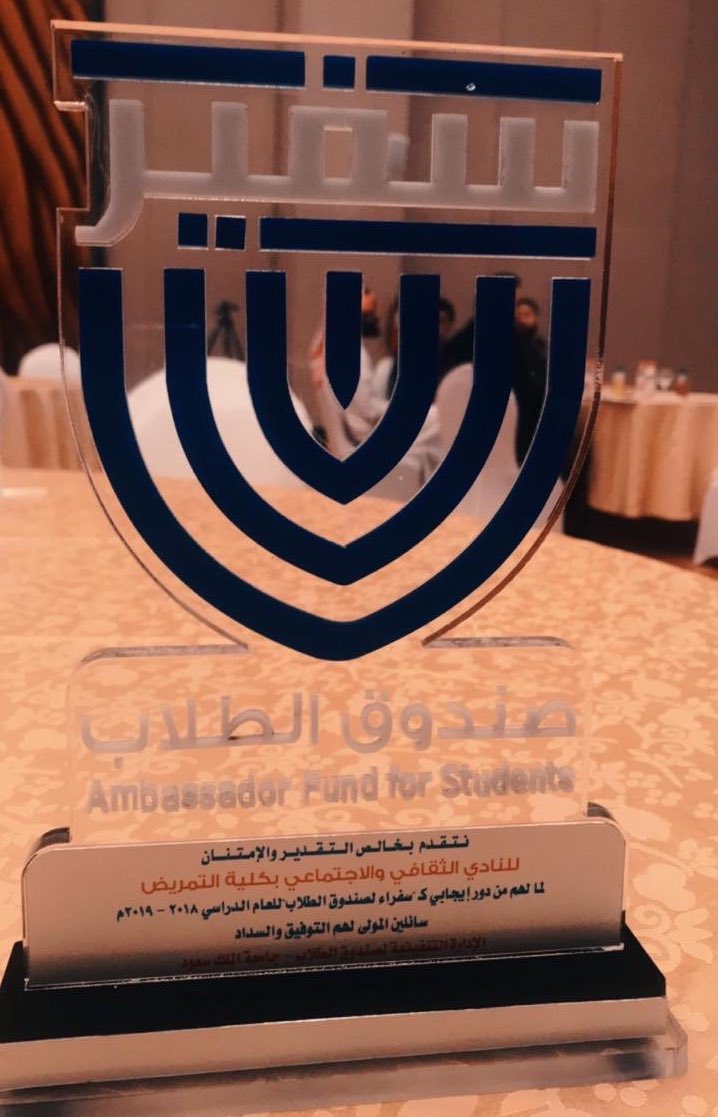 سفير
صندوق الطلاب
Ambassador Fund for Students
نتقدم بخالص التقدير والإمتنان
للنادي الثقافي والاجتماعي بكلية التمريض
لما لهم من دور إيجابي كـ "سفراء لصندوق الطلاب" للعام الدراسي ٢٠١٨ - ٢٠١٩م
سائلين المولى لهم التوفيق والسداد
الإدارة التنفيذية لصندوق الطلاب - جامعة الملك سعود